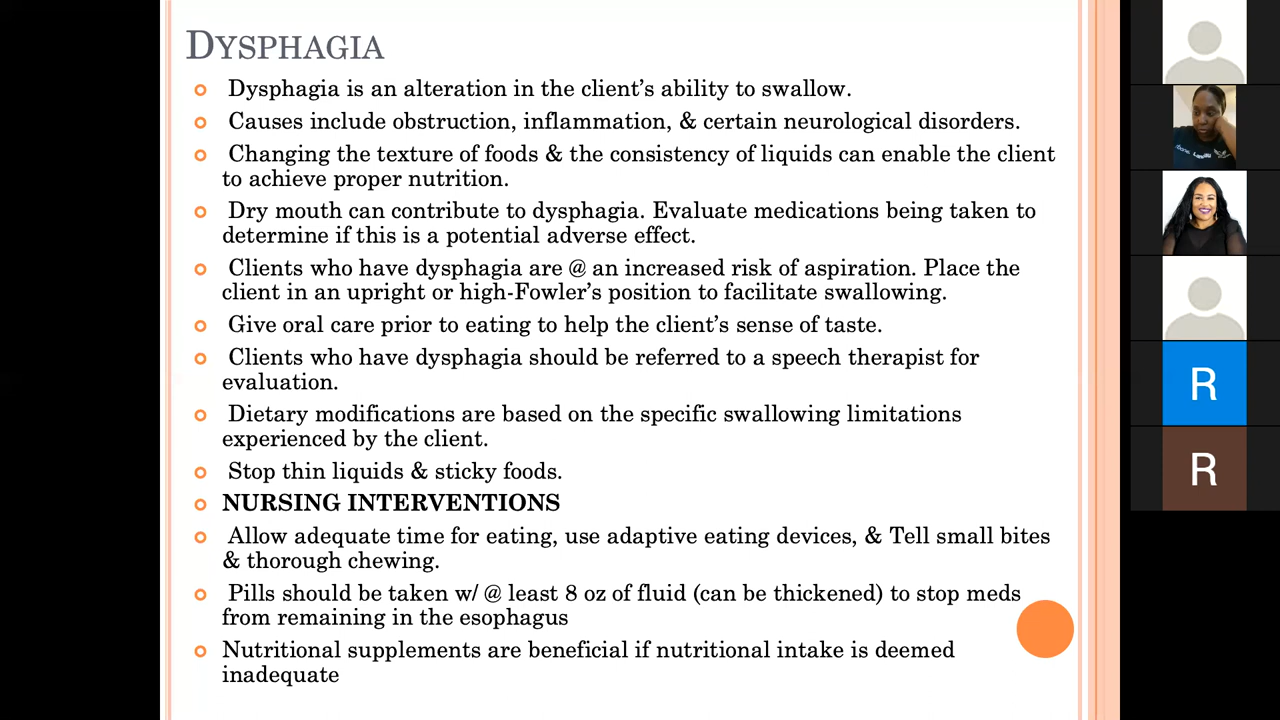 DYSPHAGIA
Dysphagia is an alteration in the client's ability to swallow.
Causes include obstruction, inflammation, & certain neurological disorders.
Changing the texture of foods & the consistency of liquids can enable the client
to achieve proper nutrition.
Dry mouth can contribute to dysphagia. Evaluate medications being taken to
determine if this is a potential adverse effect.
Clients who have dysphagia are @ an increased risk of aspiration. Place the
client in an upright or high-Fowler's position to facilitate swallowing.
Give oral care prior to eating to help the client's sense of taste.
Clients who have dysphagia should be referred to a speech therapist for
evaluation.
Dietary modifications are based on the specific swallowing limitations
experienced by the client.
Stop thin liquids & sticky foods.
NURSING INTERVENTIONS
Allow adequate time for eating, use adaptive eating devices, & Tell small bites
& thorough chewing.
Pills should be taken w/ @ least 8 oz of fluid (can be thickened) to stop meds
from remaining in the esophagus
Nutritional supplements are beneficial if nutritional intake is deemed
inadequate
R
R